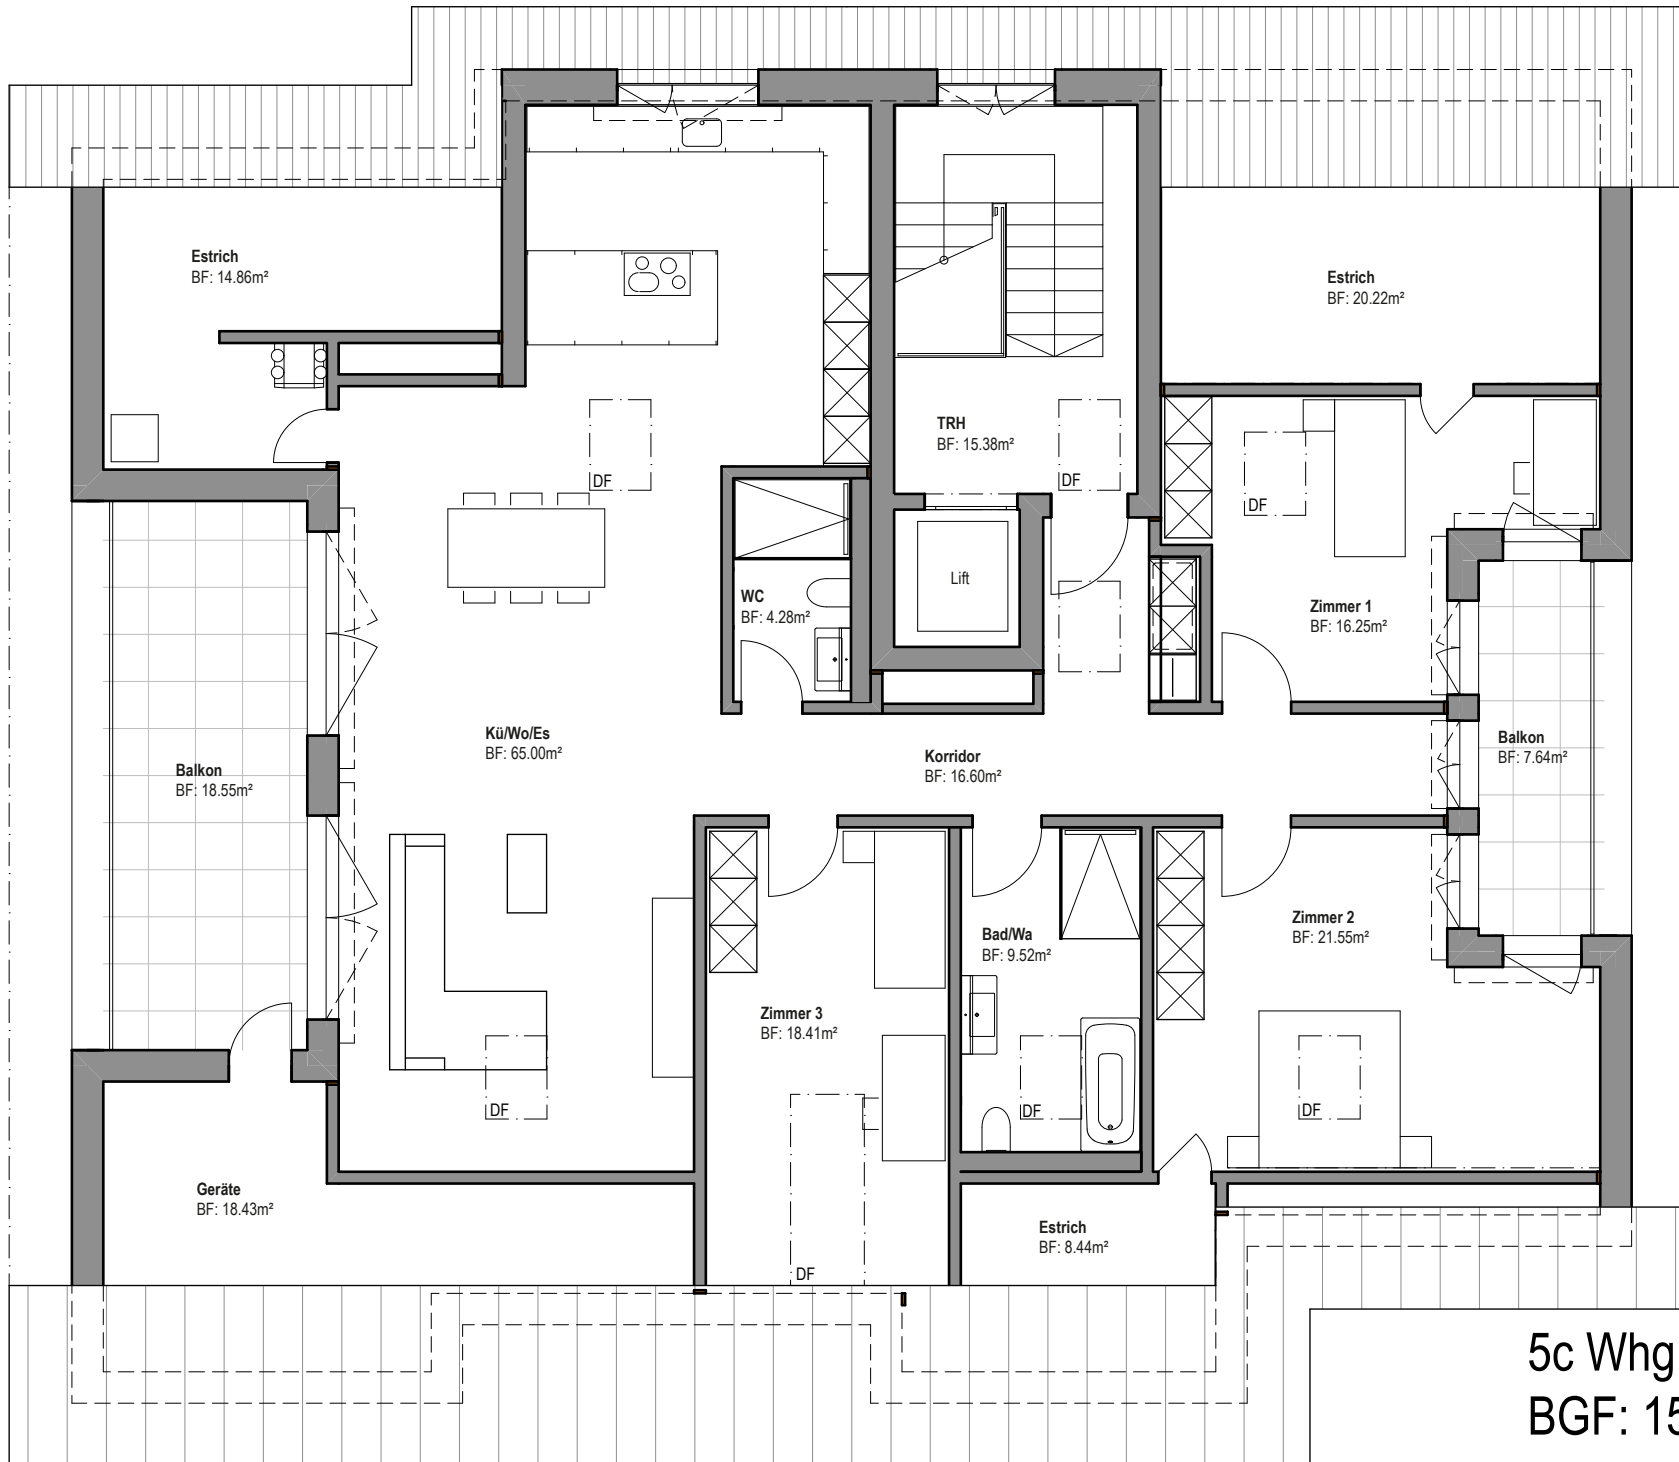 Estrich
BF: 14.86m²
Estrich
BF: 20.22m²
TRH
BF: 15.38m²
DF
DF
DF
Lift
WC
BF: 4.28m²
Zimmer 1
BF: 16.25m²
Kü/Wo/Es
BF: 65.00m²
Balkon
BF: 18.55m²
Korridor
BF: 16.60m²
Balkon
BF: 7.64m²
Zimmer 2
BF: 21.55m²
Bad/Wa
BF: 9.52m²
Zimmer 3
BF: 18.41m²
DF
DF
DF
Geräte
BF: 18.43m²
Estrich
BF: 8.44m²
DF
5c Whg
BGF: 15